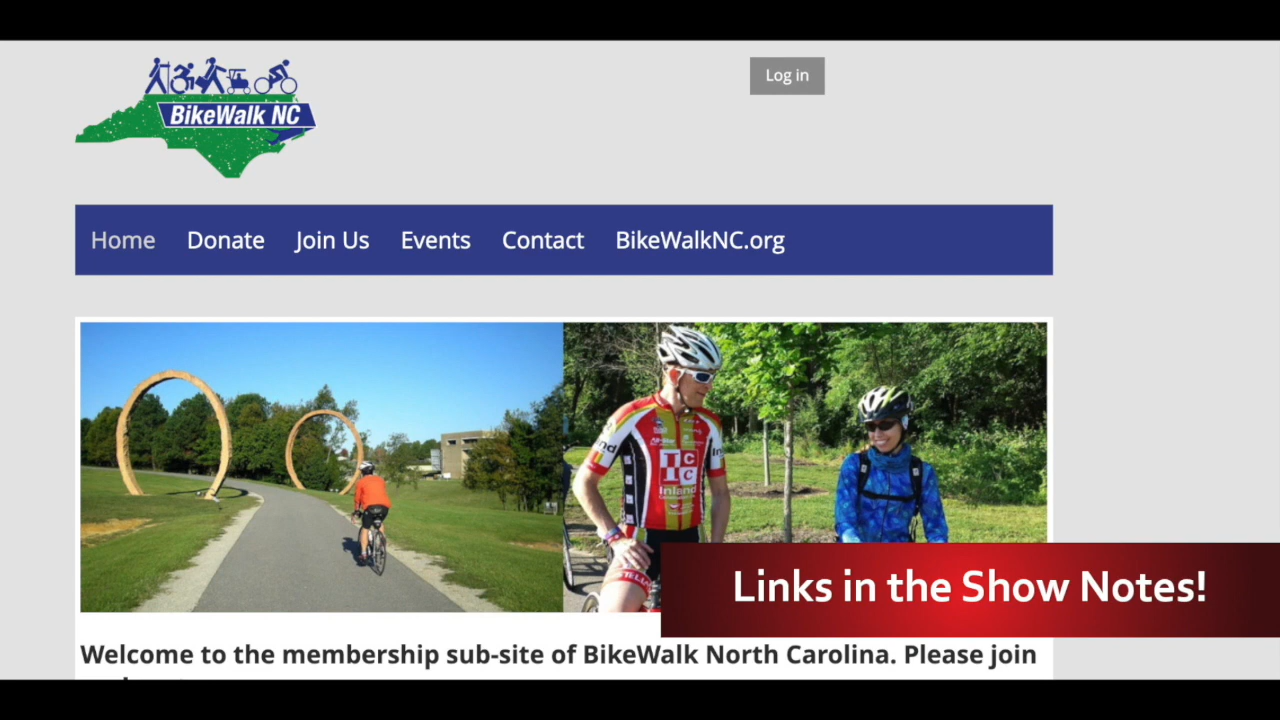 BikeWalk NC
Log in
Home Donate Join Us Events Contact BikeWalkNC.org
Inland
Links in the Show Notes!
Welcome to the membership sub-site of BikeWalk North Carolina. Please join